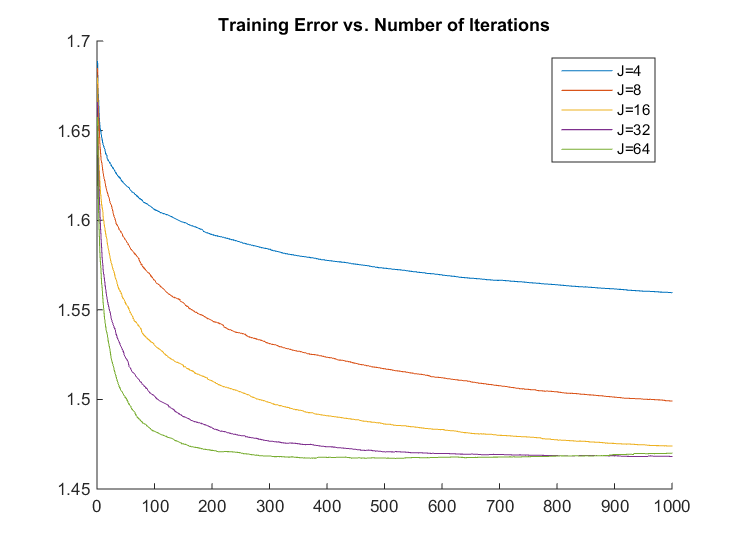 Training Error vs. Number of Iterations
1.7
1.65
1.6
1.55
1.5
1.45
0 100 200 300 400 500 600 700 800 900 1000
J=4
J=8
J=16
J=32
J=64